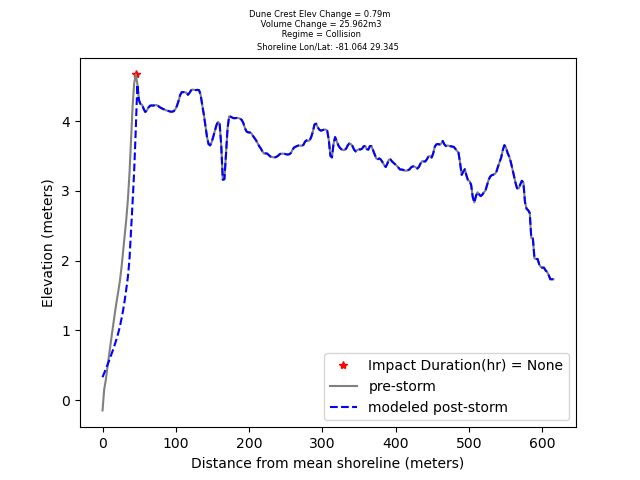 Dune Crest Elev Change = 0.79m
Volume Change = 25.962m3
Regime = Collision
Shoreline Lon/Lat: -81.064 29.345
4
3
2
1
0
Elevation (meters)
Impact Duration(hr) = None
pre-storm
modeled post-storm
0 100 200 300 400 500 600
Distance from mean shoreline (meters)